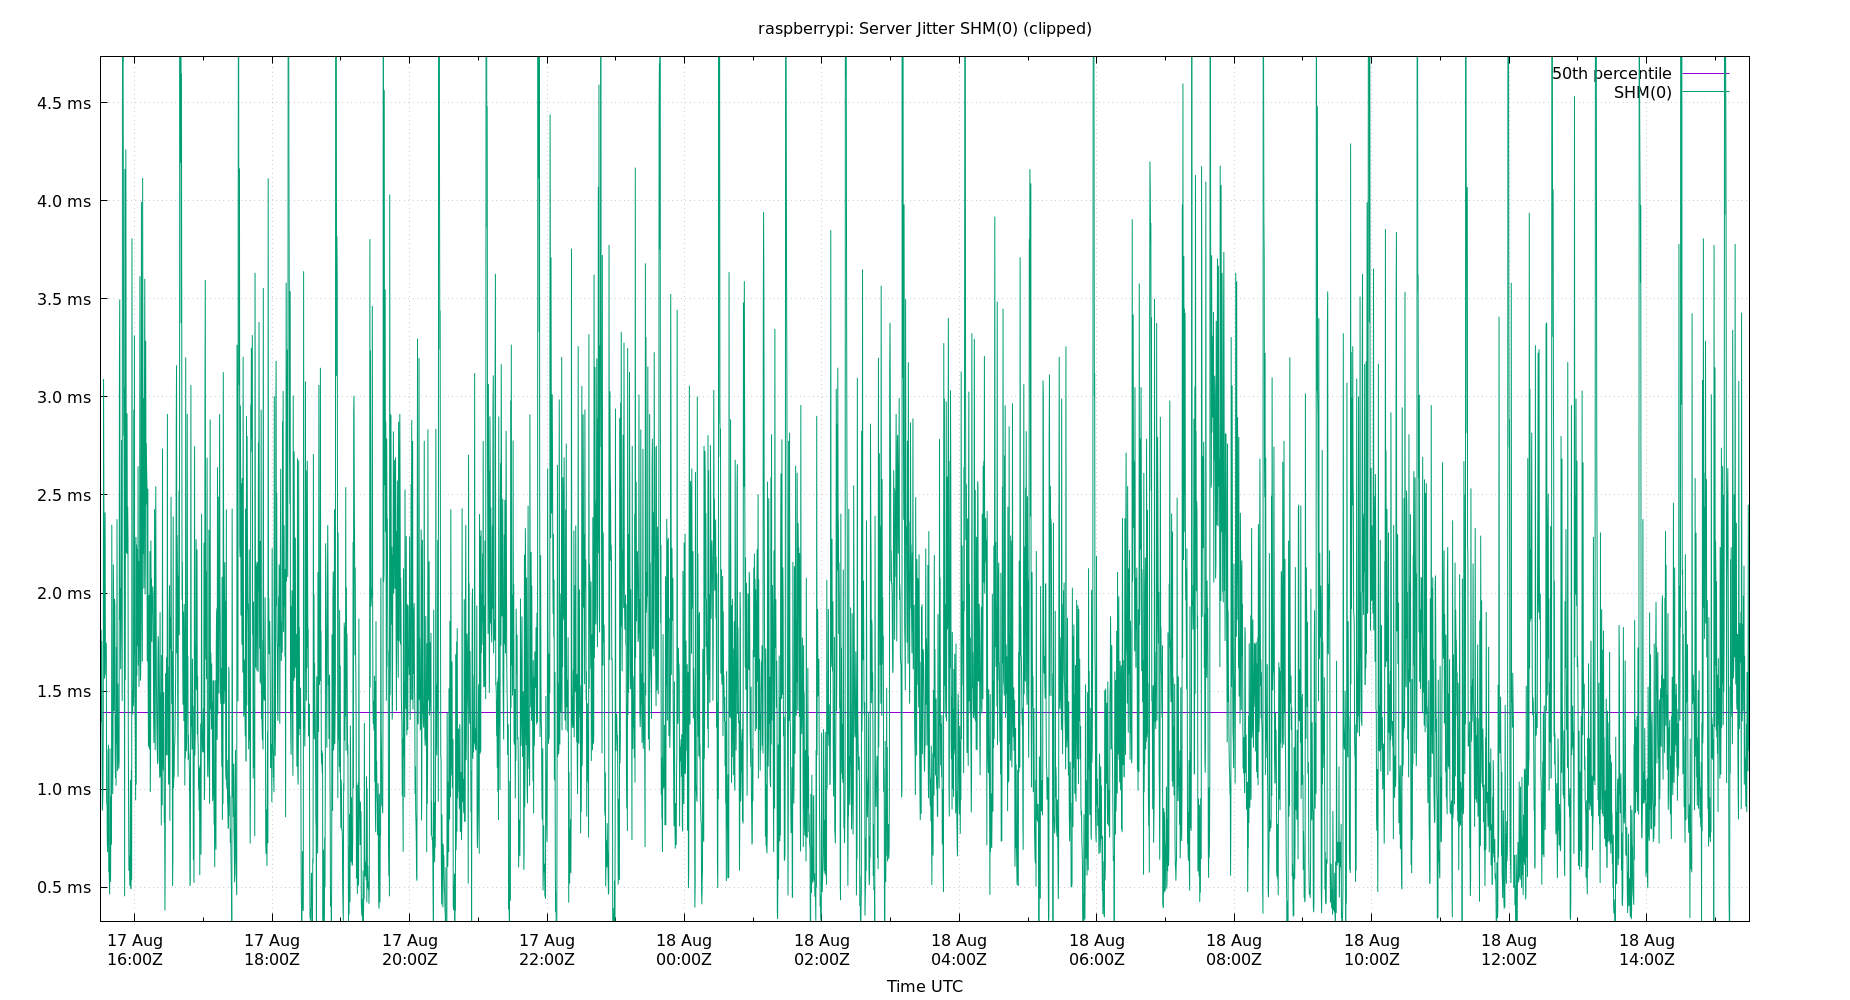 raspberrypi: Server Jitter SHM(0) (clipped)
50th percentile
SHM(0)
4.5 ms
4.0 ms
3.5 ms
3.0 ms
2.5 ms
2.0 ms
1.5 ms
1.0 ms
0.5 ms
17 Aug 17 Aug 17 Aug 17 Aug 18 Aug 18 Aug 18 Aug 18 Aug 18 Aug 18 Aug 18 Aug 18 Aug
16:00Z 18:00Z 20:00Z 22:00Z 00:00Z 02:00Z 04:00Z 06:00Z 08:00Z 10:00Z 12:00Z 14:00Z
Time UTC